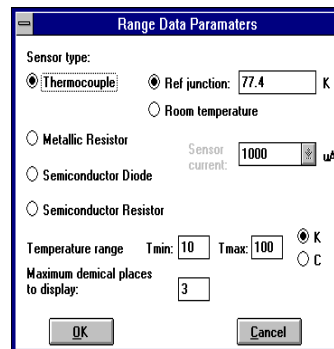 Range Data Paramaters
Sensor type:
Thermocouple
Ref junction: 77.4 K
Room temperature
Metallic Resistor
Sensor current: 1000 uA
Semiconductor Diode
Semiconductor Resistor
Temperature range Tmin: 10 Tmax: 100 K
C
Maximum demical places
to display: 3
OK Cancel